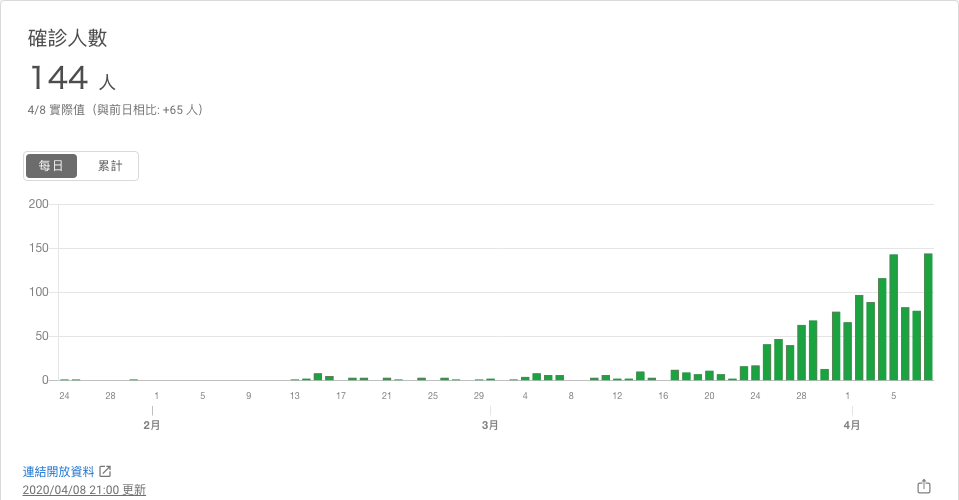 確診人數
144 人
4/8 實際值（與前日相比: +65 人）
每日 累計
200
150
100
50
0
24 28 1 5 9 13 17 21 25 29 4 8 12 16 20 24 28 1 5
2月 3月 4月
連結開放資料
2020/04/08 21:00 更新